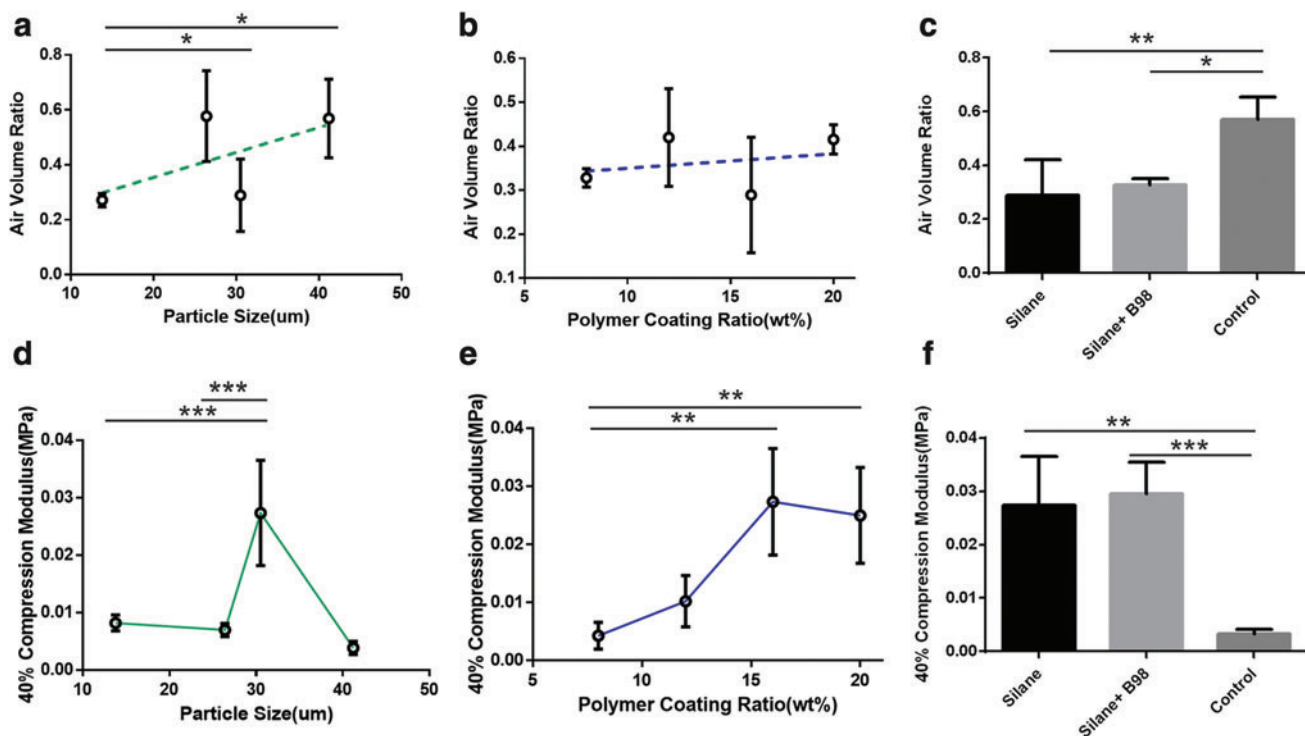 a
*
*
Air Volume Ratio
0.8
0.6
0.4
0.2
0.0
10 20 30 40 50
Particle Size(um)
b
Air Volume Ratio
0.6
0.5
0.4
0.3
0.2
0.1
5 10 15 20
Polymer Coating Ratio(wt%)
c
**
*
Air Volume Ratio
0.8
0.6
0.4
0.2
0.0
Silane
Silane+ B98
Control
d
***
***
40% Compression Modulus(MPa)
0.04
0.03
0.02
0.01
0.00
10 20 30 40 50
Particle Size(um)
e
**
**
40% Compression Modulus(MPa)
0.04
0.03
0.02
0.01
0.00
5 10 15 20
Polymer Coating Ratio(wt%)
f
**
***
40% Compression Modulus(MPa)
0.04
0.03
0.02
0.01
0.00
Silane
Silane+ B98
Control